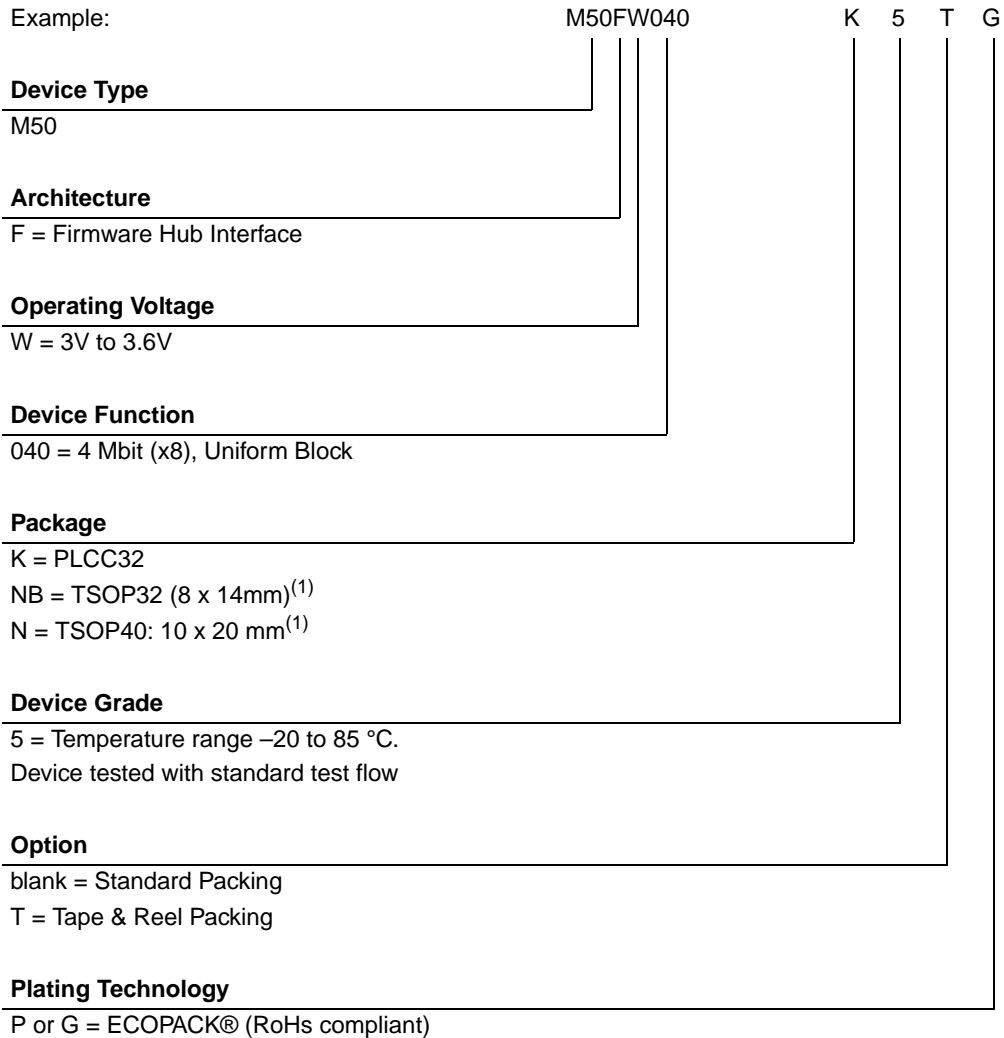 Example: M50FW040 K 5 T G
Device Type
M50
Architecture
F = Firmware Hub Interface
Operating Voltage
W = 3V to 3.6V
Device Function
040 = 4 Mbit (x8), Uniform Block
Package
K = PLCC32
NB = TSOP32 (8 x 14mm)(1)
N = TSOP40: 10 x 20 mm(1)
Device Grade
5 = Temperature range –20 to 85 °C.
Device tested with standard test flow
Option
blank = Standard Packing
T = Tape & Reel Packing
Plating Technology
P or G = ECOPACK® (RoHs compliant)